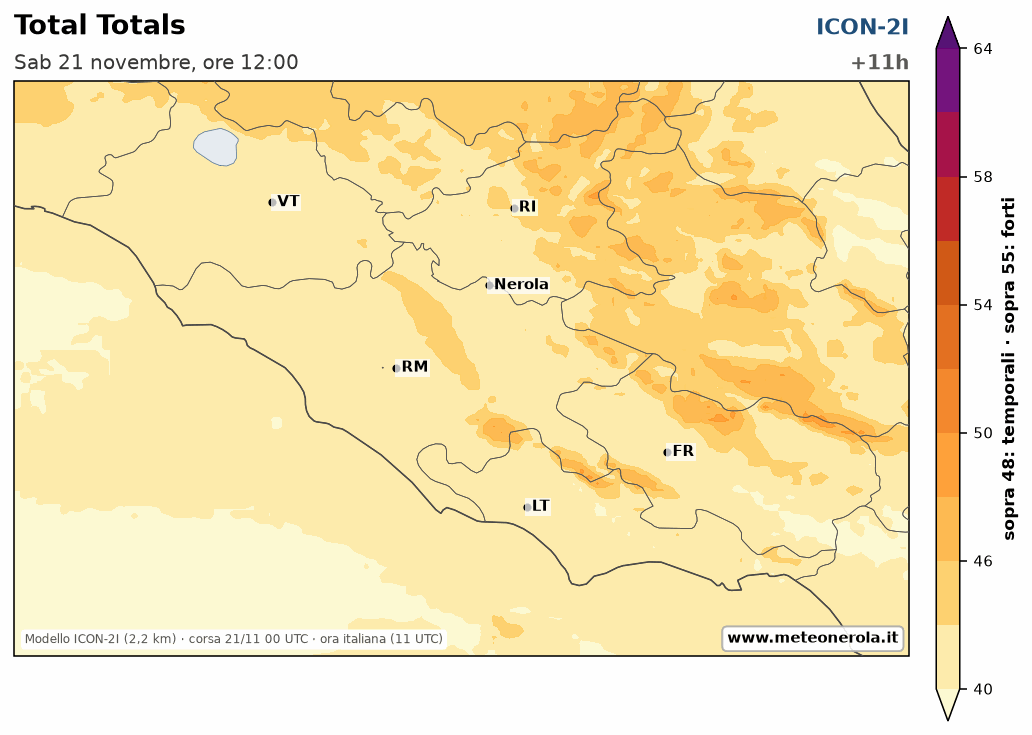 Total Totals
ICON-2I
Sab 21 novembre, ore 12:00
+11h
VT
RI
Nerola
RM
FR
LT
Modello ICON-2I (2,2 km) · corsa 21/11 00 UTC · ora italiana (11 UTC)
www.meteonerola.it
64
58
54
50
46
40
sopra 48: temporali · sopra 55: forti